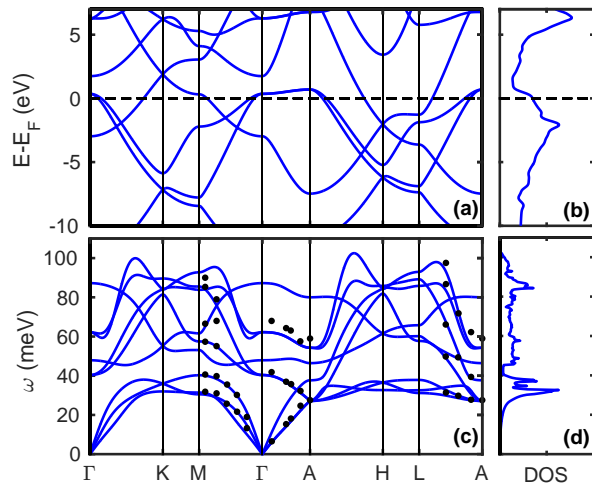 5
0
-5
-10
E-E_F (eV)
(a)
(b)
100
80
60
40
20
0
ω (meV)
(c)
(d)
Γ K M Γ A H L A
DOS